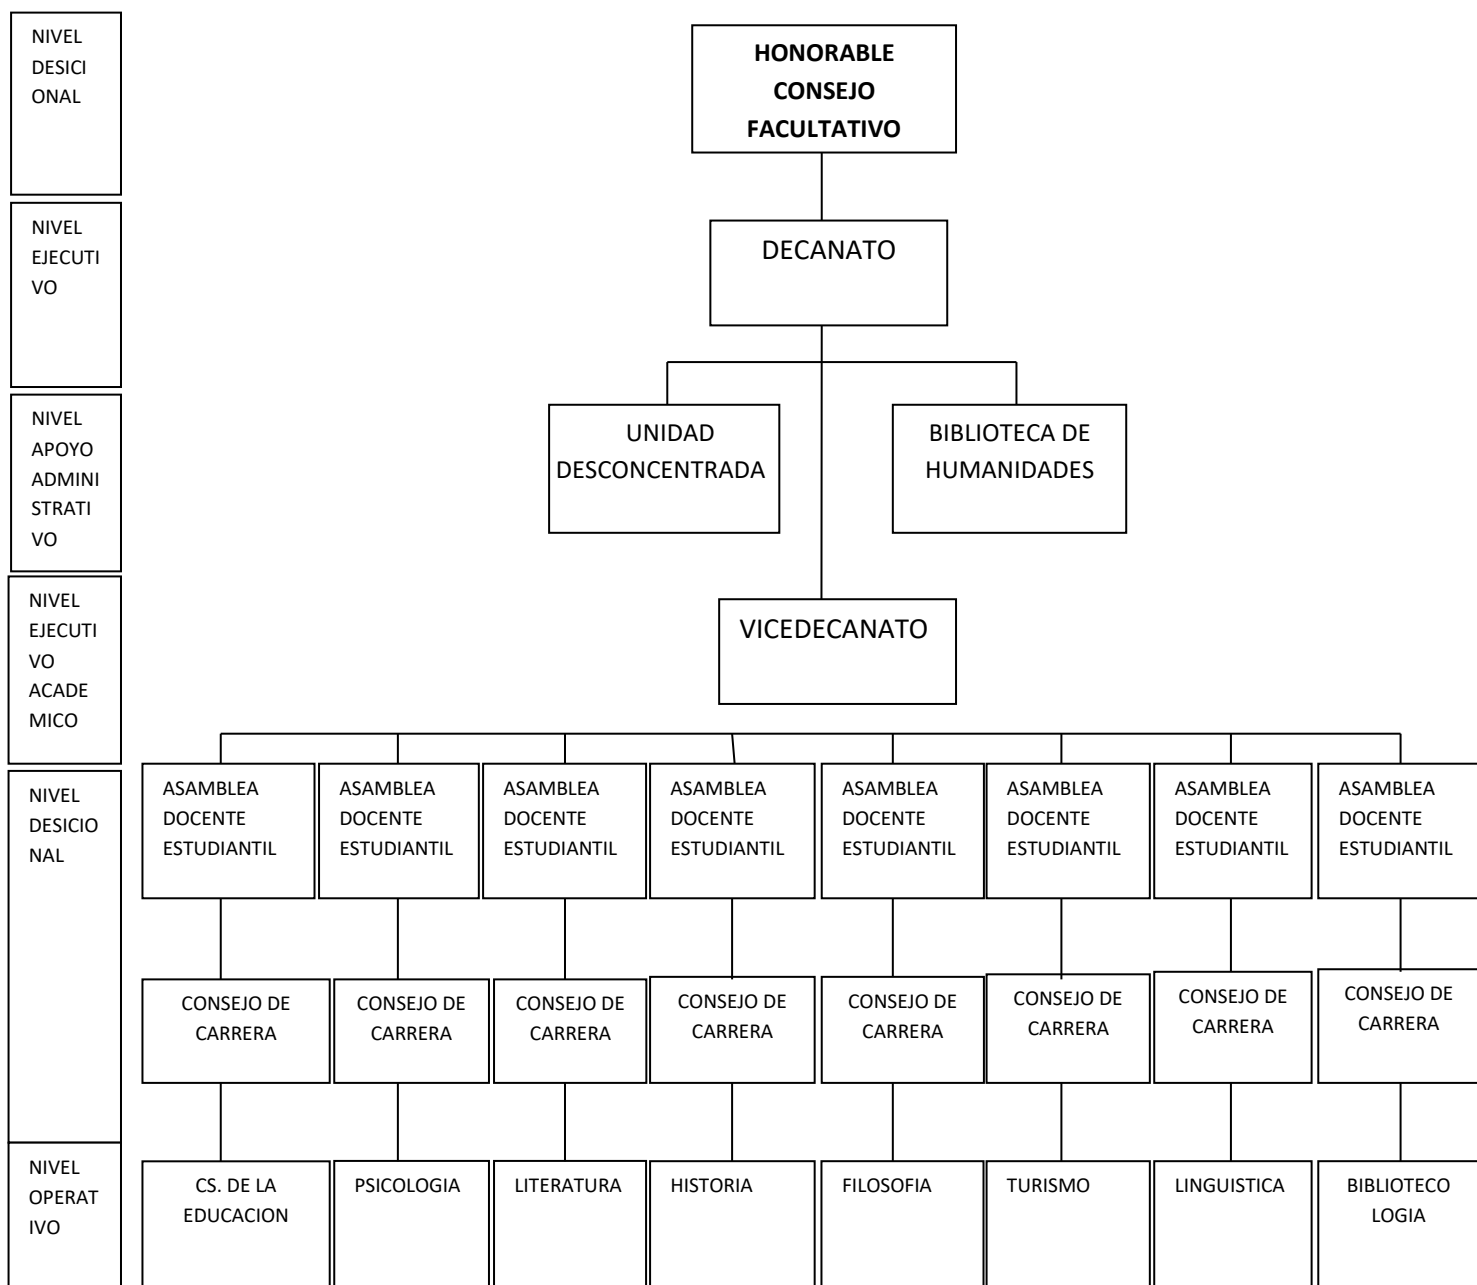 NIVEL
DESICI
ONAL
HONORABLE
CONSEJO
FACULTATIVO
NIVEL
EJECUTI
VO
DECANATO
NIVEL
APOYO
ADMINI
STRATI
VO
UNIDAD
DESCONCENTRADA
BIBLIOTECA DE
HUMANIDADES
NIVEL
EJECUTI
VO
ACADE
MICO
VICEDECANATO
NIVEL
DESICIO
NAL
ASAMBLEA
DOCENTE
ESTUDIANTIL
ASAMBLEA
DOCENTE
ESTUDIANTIL
ASAMBLEA
DOCENTE
ESTUDIANTIL
ASAMBLEA
DOCENTE
ESTUDIANTIL
ASAMBLEA
DOCENTE
ESTUDIANTIL
ASAMBLEA
DOCENTE
ESTUDIANTIL
ASAMBLEA
DOCENTE
ESTUDIANTIL
ASAMBLEA
DOCENTE
ESTUDIANTIL
CONSEJO DE
CARRERA
CONSEJO DE
CARRERA
CONSEJO DE
CARRERA
CONSEJO DE
CARRERA
CONSEJO DE
CARRERA
CONSEJO DE
CARRERA
CONSEJO DE
CARRERA
CONSEJO DE
CARRERA
NIVEL
OPERAT
IVO
CS. DE LA
EDUCACION
PSICOLOGIA
LITERATURA
HISTORIA
FILOSOFIA
TURISMO
LINGUISTICA
BIBLIOTECO
LOGIA